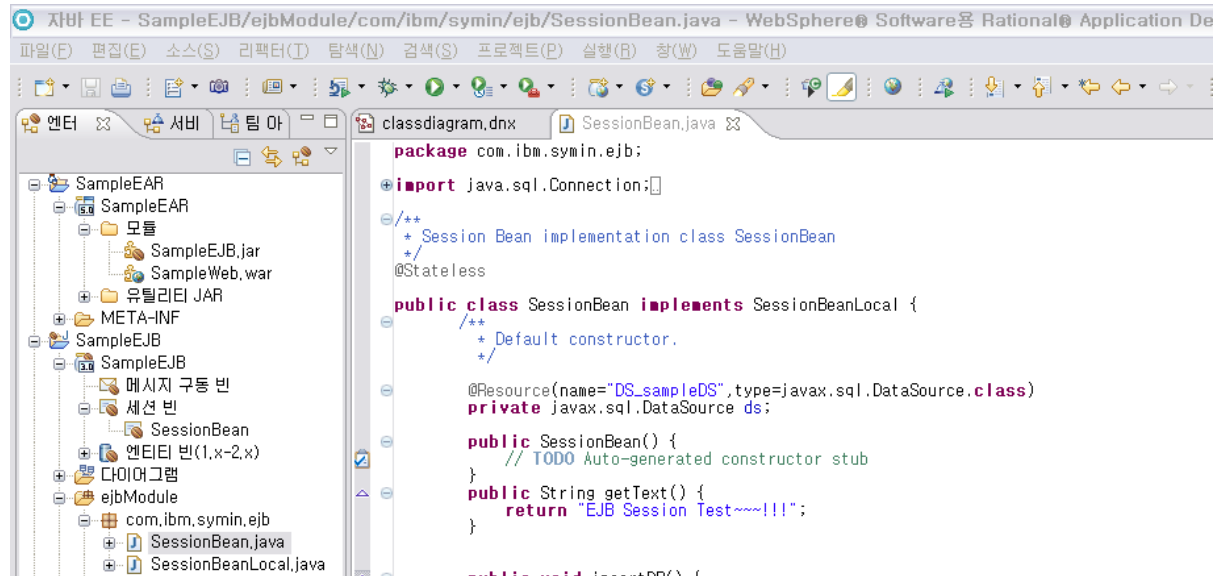 자바 EE - SampleEJB/ejbModule/com/ibm/symin/ejb/SessionBean.java - WebSphere® Software용 Rational® Application De
파일(F) 편집(E) 소스(S) 리팩터(T) 탐색(N) 검색(S) 프로젝트(P) 실행(R) 창(W) 도움말(H)
엔터 서비 팀 아
classdiagram.dnx SessionBean.java
SampleEAR
SampleEAR
모듈
SampleEJB.jar
SampleWeb.war
유틸리티 JAR
META-INF
SampleEJB
SampleEJB
메시지 구동 빈
세션 빈
SessionBean
엔티티 빈(1.x-2.x)
다이어그램
ejbModule
com.ibm.symin.ejb
SessionBean.java
SessionBeanLocal.java
package com.ibm.symin.ejb;
import java.sql.Connection;
/**
* Session Bean implementation class SessionBean
*/
@Stateless
public class SessionBean implements SessionBeanLocal {
/**
* Default constructor.
*/
@Resource(name="DS_sampleDS",type=javax.sql.DataSource.class)
private javax.sql.DataSource ds;
public SessionBean() {
// TODO Auto-generated constructor stub
}
public String getText() {
return "EJB Session Test~~~!!!";
}
public void insertDB() {